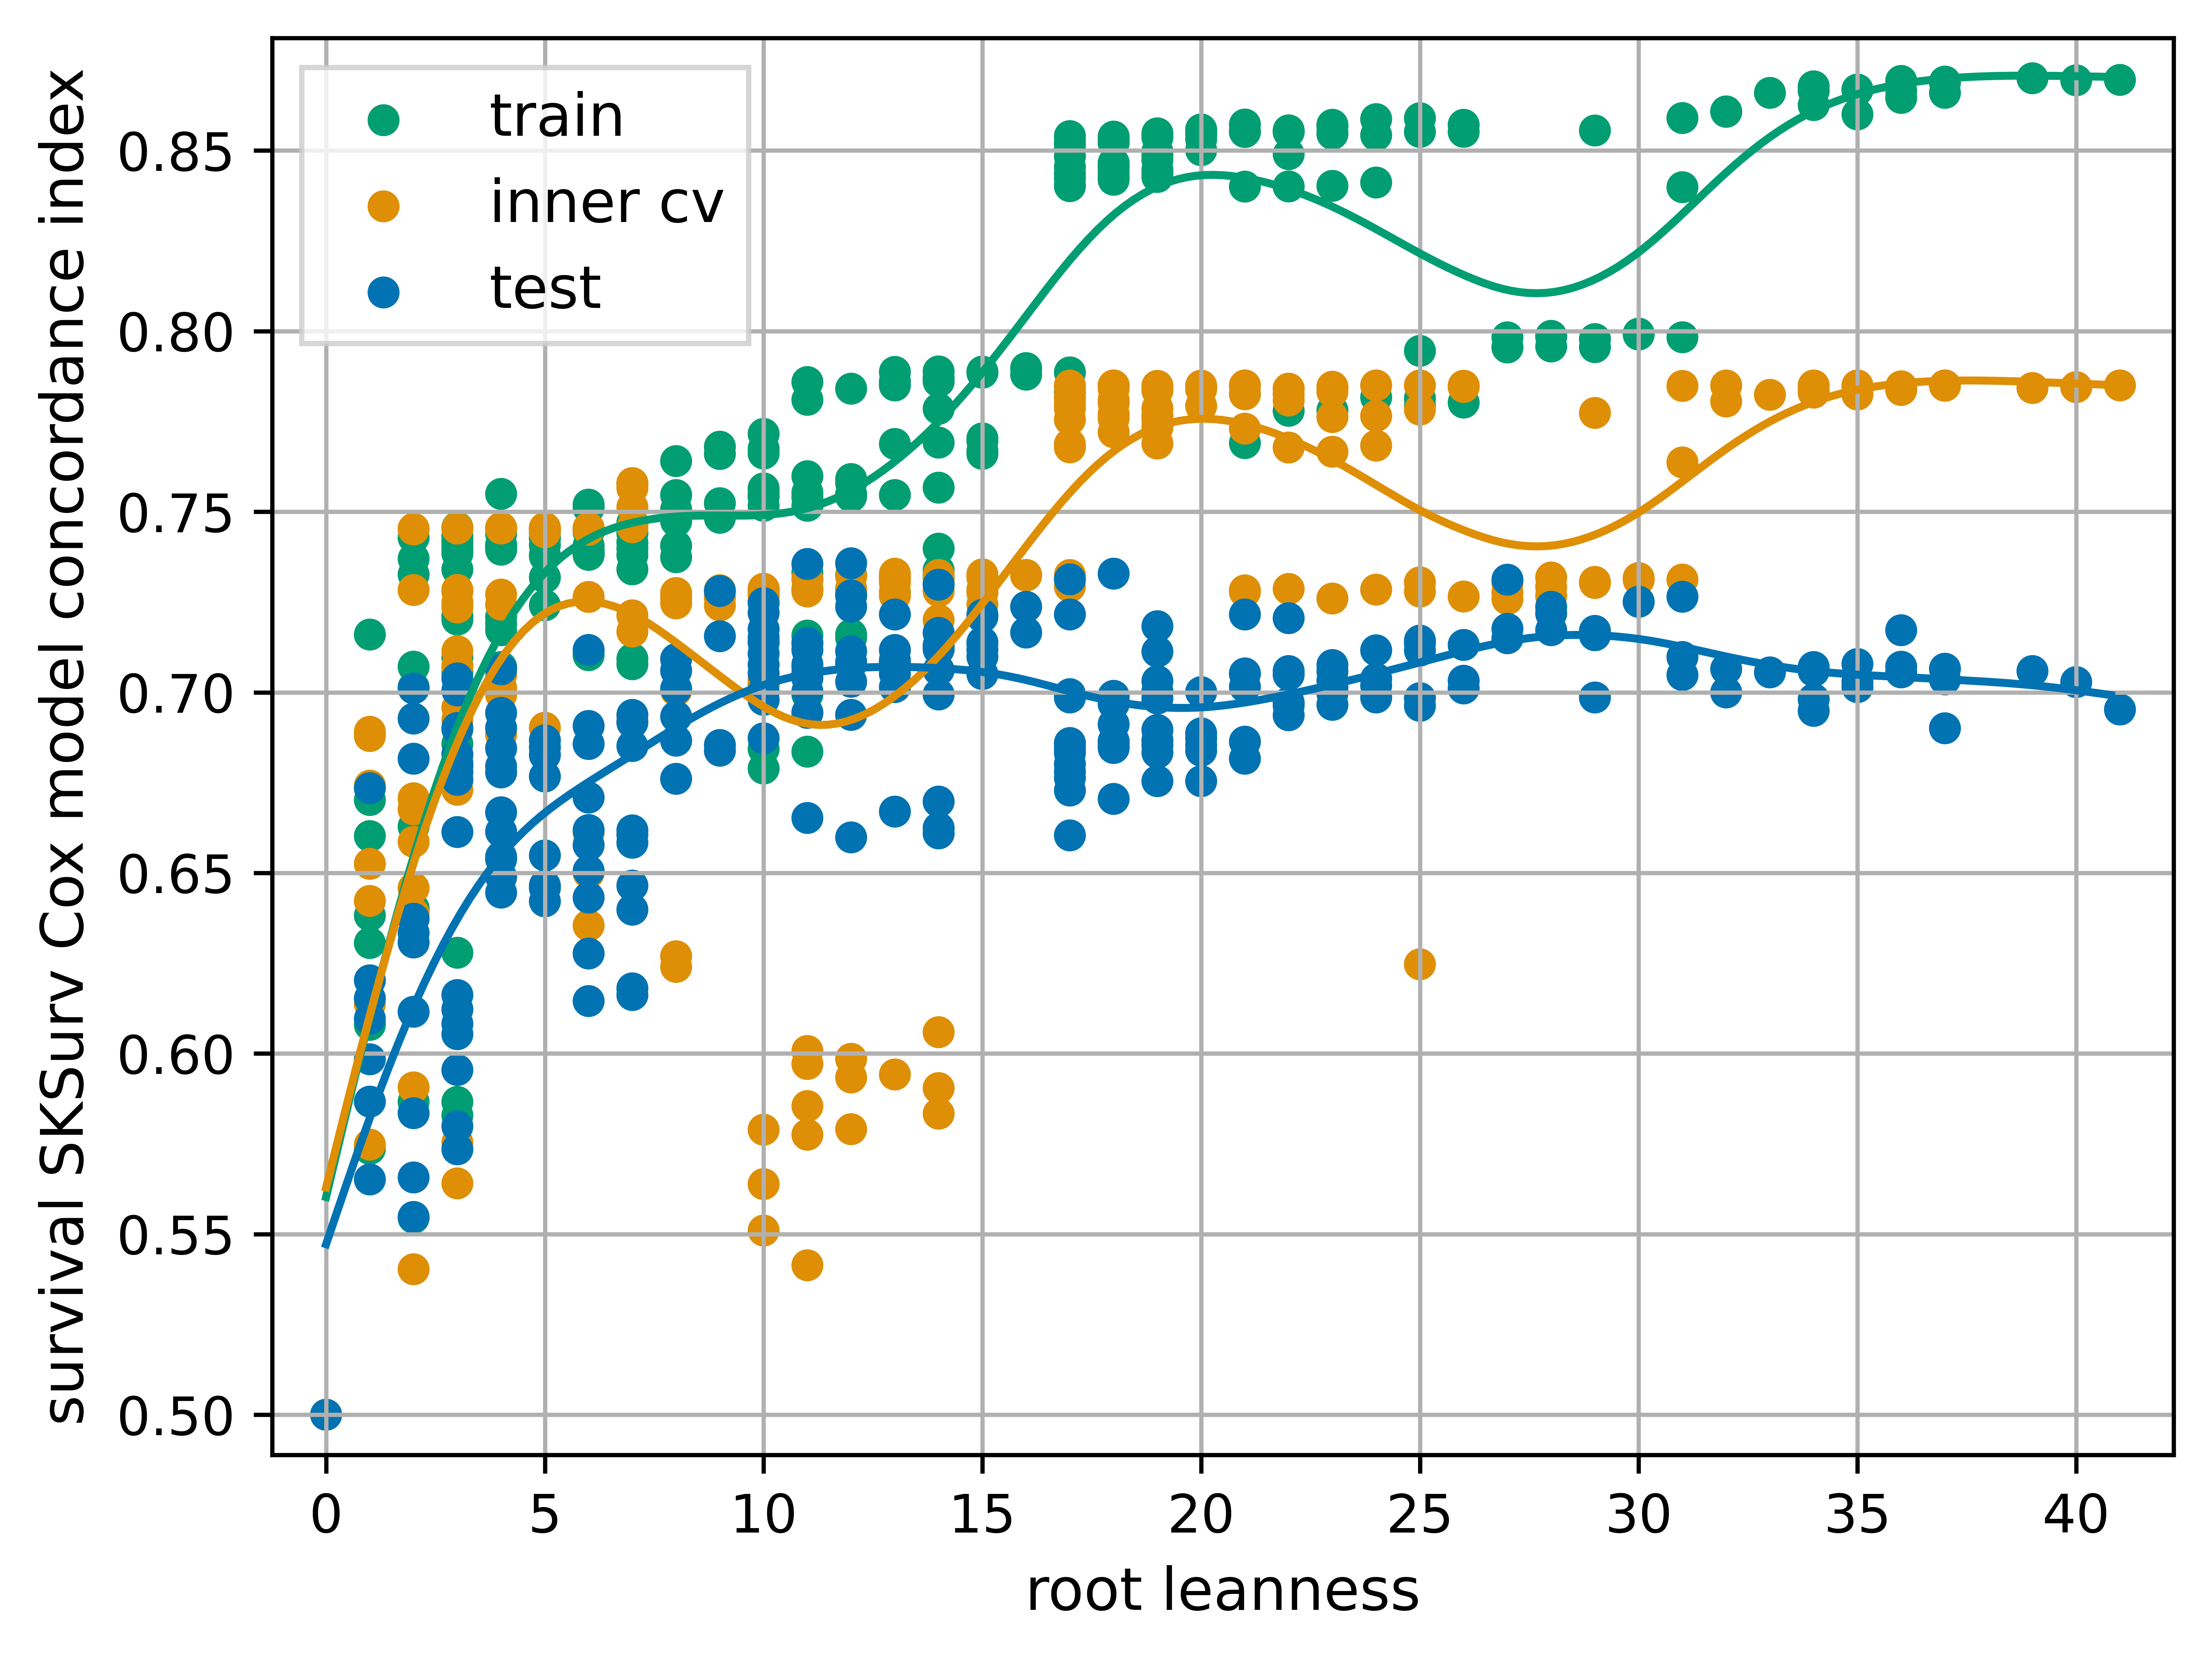 survival SKSurv Cox model concordance index
0.85
0.80
0.75
0.70
0.65
0.60
0.55
0.50
train
inner cv
test
0 5 10 15 20 25 30 35 40
root leanness